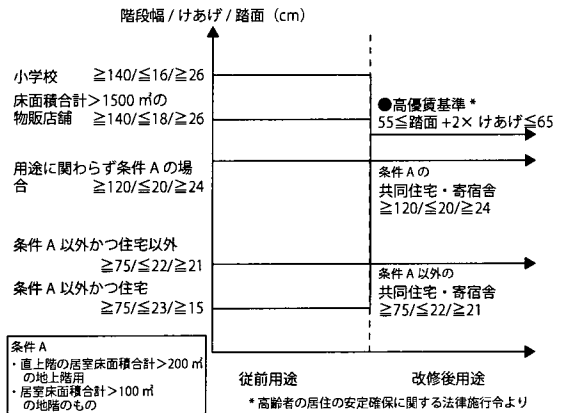 階段幅/けあげ/踏面（cm）
小学校 ≧140/≦16/≧26
床面積合計＞1500 ㎡の
物販店舗 ≧140/≦18/≧26
●高優賃基準 *
55≦踏面 +2× けあげ≦65
用途に関わらず条件 A の場
合 ≧120/≦20/≧24
条件 A の
共同住宅・寄宿舎
≧120/≦20/≧24
条件 A 以外かつ住宅以外
≧75/≦22/≧21
条件 A 以外かつ住宅
≧75/≦23/≧15
条件 A 以外の
共同住宅・寄宿舎
≧75/≦22/≧21
条件 A
・直上階の居室床面積合計＞200 ㎡
の地上階用
・居室床面積合計＞100 ㎡
の地階のもの
従前用途 改修後用途
* 高齢者の居住の安定確保に関する法律施行令より